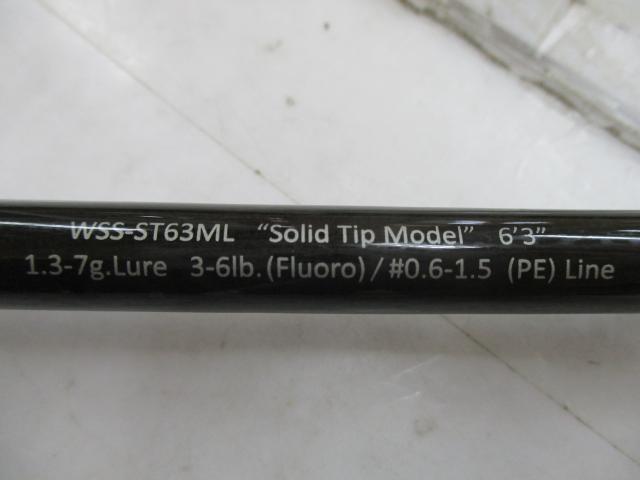 WSS-ST63ML “Solid Tip Model” 6’3”
1.3-7g.Lure 3-6lb.(Fluoro)/#0.6-1.5 (PE) Line